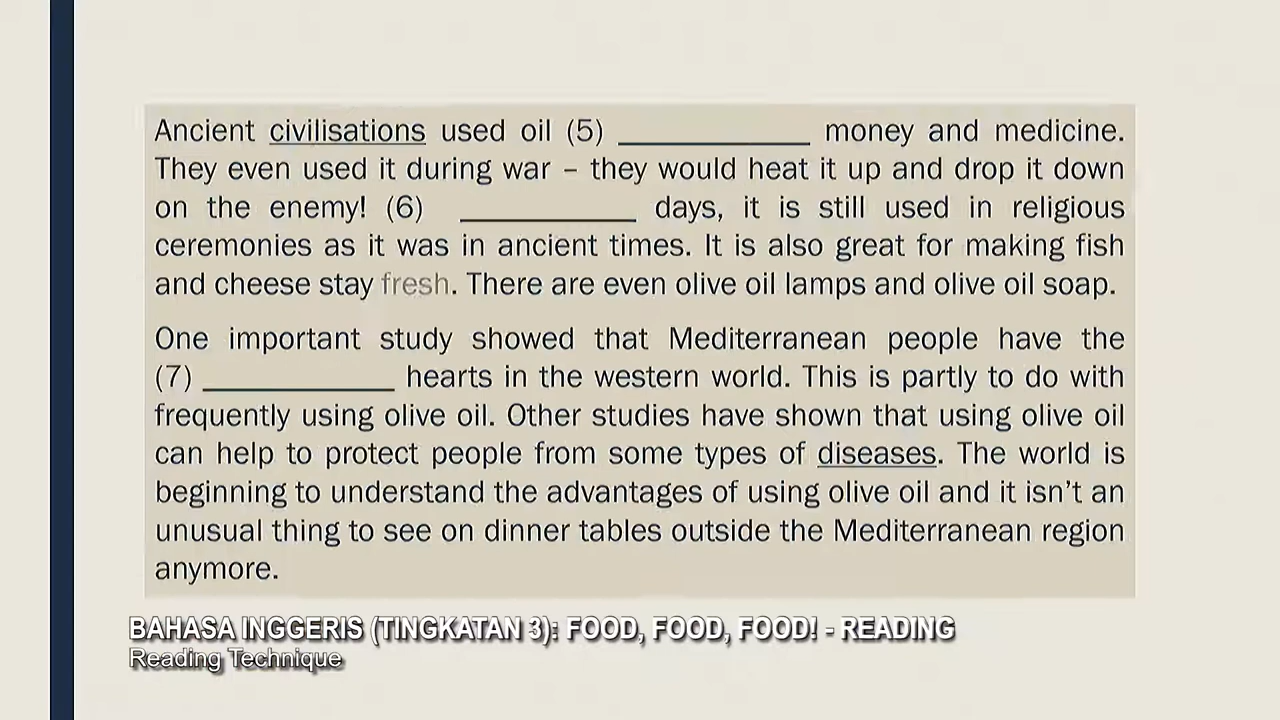 Ancient civilisations used oil (5) ____________ money and medicine.
They even used it during war – they would heat it up and drop it down
on the enemy! (6) ___________ days, it is still used in religious
ceremonies as it was in ancient times. It is also great for making fish
and cheese stay fresh. There are even olive oil lamps and olive oil soap.
One important study showed that Mediterranean people have the
(7) ____________ hearts in the western world. This is partly to do with
frequently using olive oil. Other studies have shown that using olive oil
can help to protect people from some types of diseases. The world is
beginning to understand the advantages of using olive oil and it isn't an
unusual thing to see on dinner tables outside the Mediterranean region
anymore.
BAHASA INGGERIS (TINGKATAN 3): FOOD, FOOD, FOOD! - READING
Reading Technique